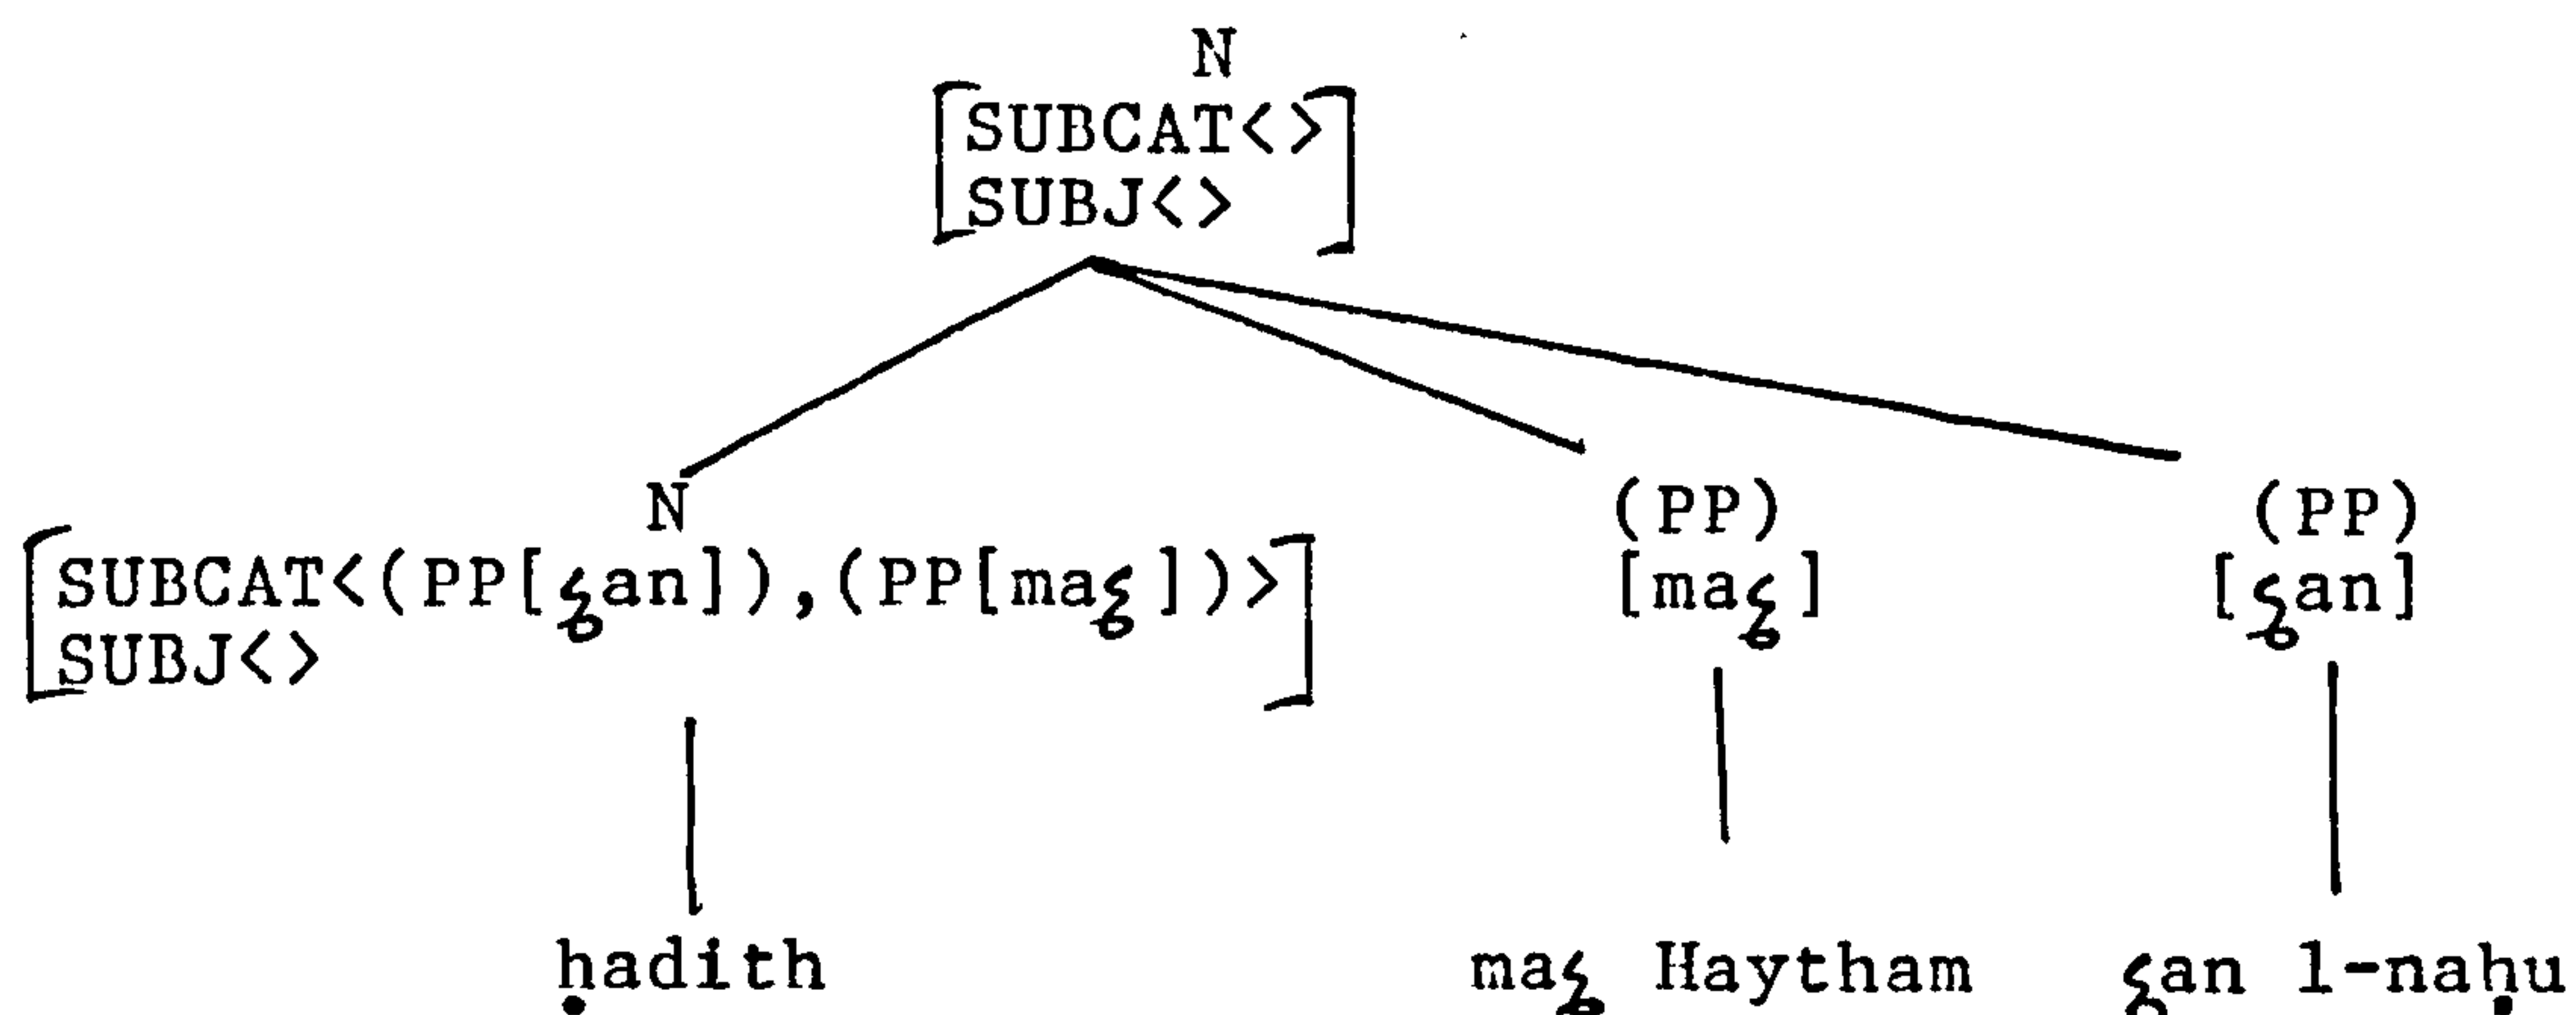 N
[SUBCAT<>
SUBJ<>]
N (PP) (PP)
[SUBCAT<(PP[ʕan]),(PP[maʕ])> [maʕ] [ʕan]
SUBJ<>]
ḥadith maʕ Haytham ʕan l-naḥu